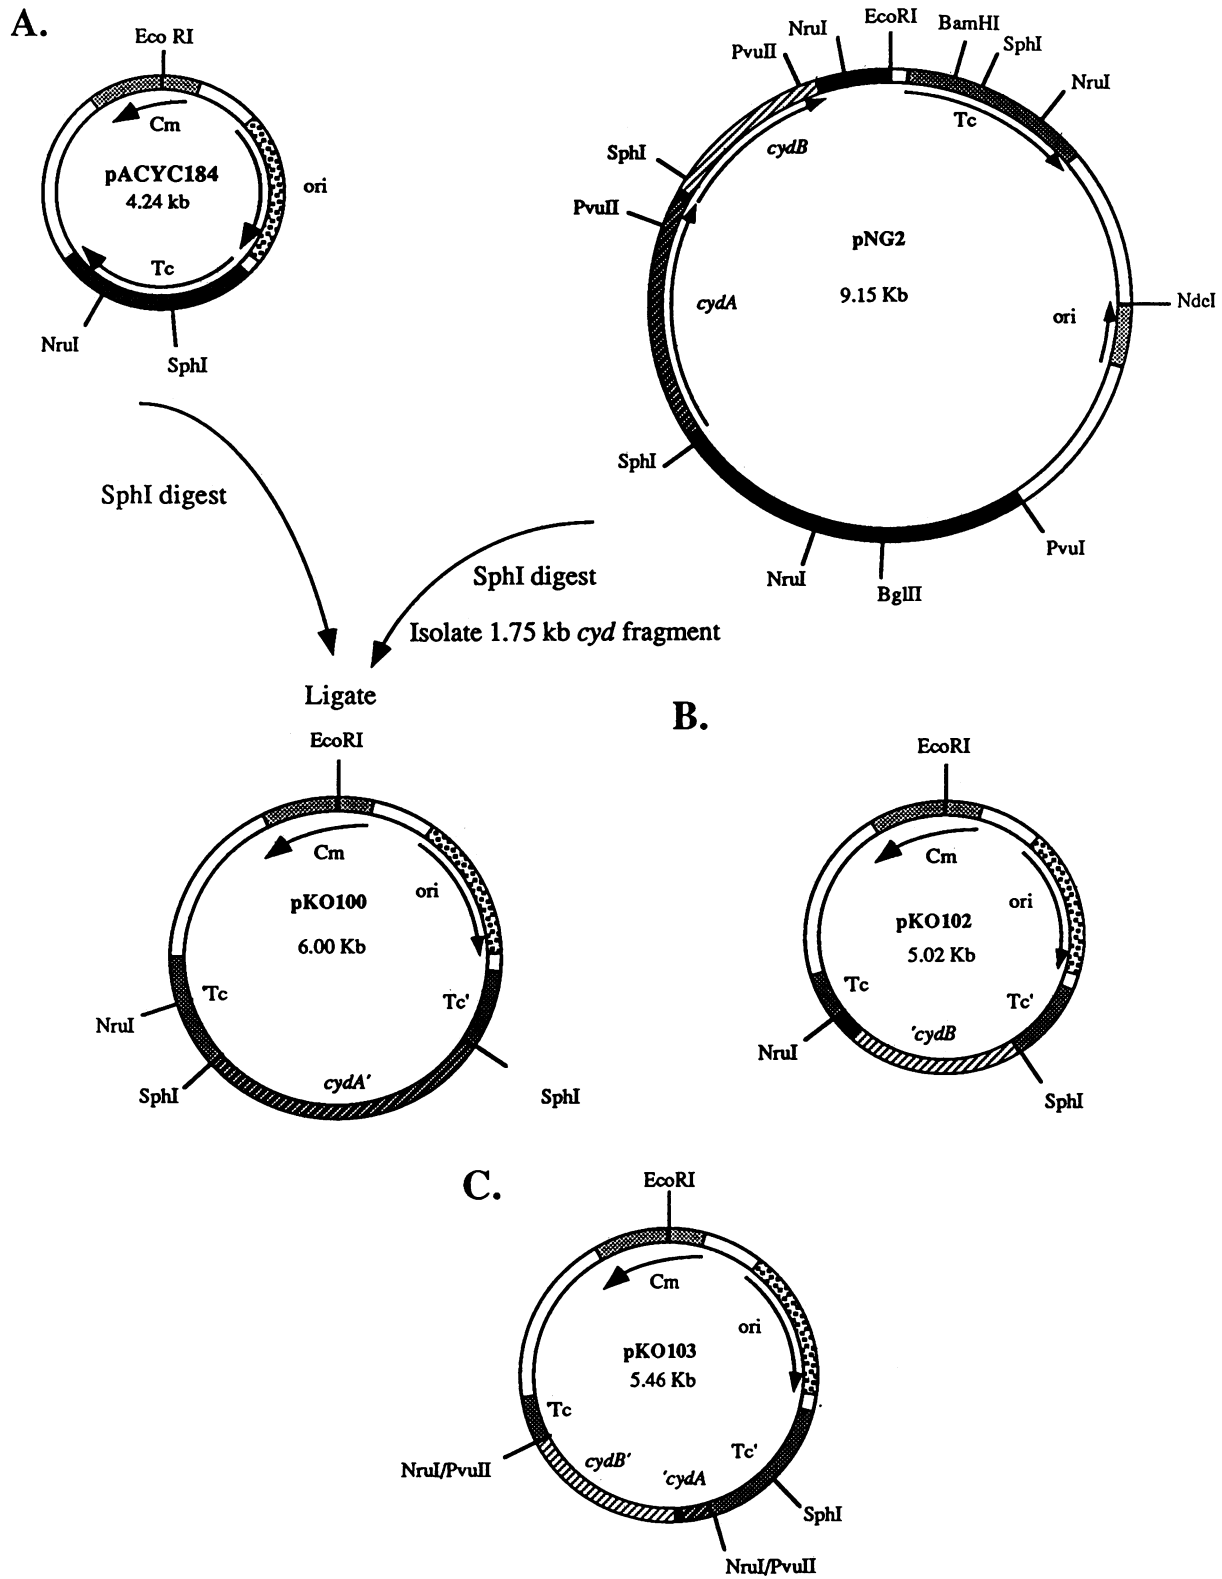 A.
Eco RI
Cm
pACYC184
4.24 kb
ori
Tc
NruI
SphI
EcoRI
BamHI
NruI
SphI
PvuII
NruI
Tc
cydB
SphI
PvuII
pNG2
9.15 Kb
cydA
NdcI
ori
SphI
PvuI
NruI
BglII
SphI digest
SphI digest
Isolate 1.75 kb cyd fragment
Ligate
EcoRI
Cm
ori
pKO100
6.00 Kb
'Tc
Tc'
NruI
SphI
cydA'
SphI
B.
EcoRI
Cm
ori
pKO102
5.02 Kb
'Tc
Tc'
'cydB
NruI
SphI
C.
EcoRI
Cm
ori
pKO103
5.46 Kb
'Tc
Tc'
cydB'
'cydA
NruI/PvuII
SphI
NruI/PvuII